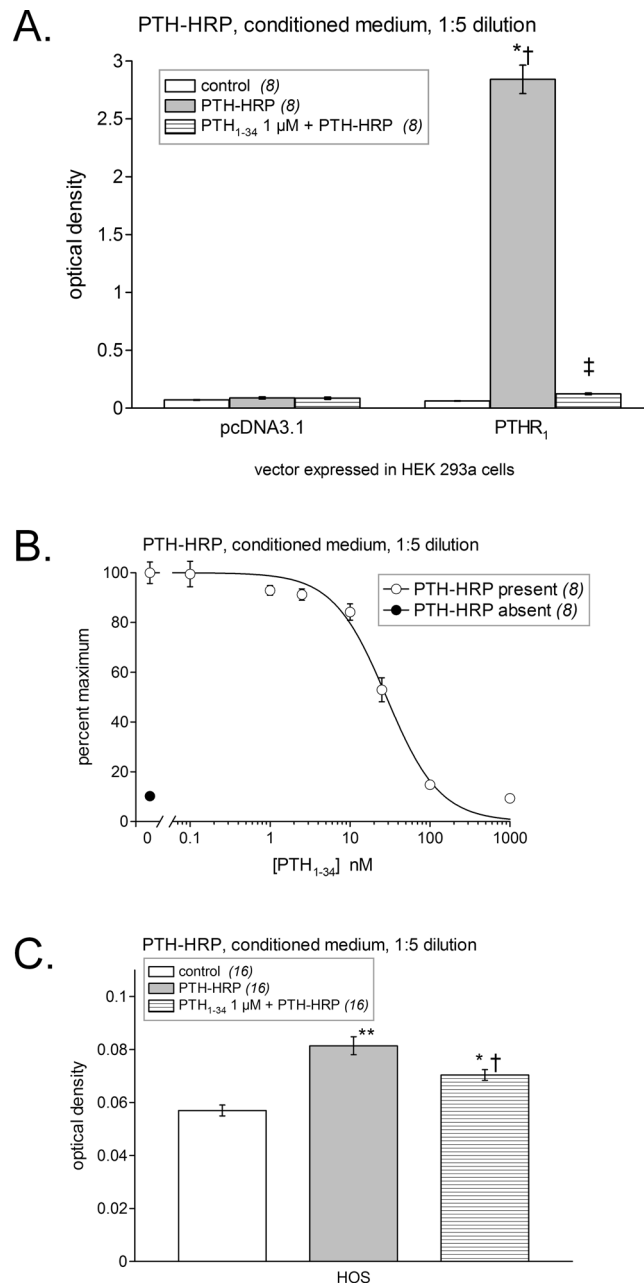 A.
PTH-HRP, conditioned medium, 1:5 dilution
control (8)
PTH-HRP (8)
PTH1-34 1 µM + PTH-HRP (8)
*†
‡
optical density
3
2.5
2
1
0.5
0
pcDNA3.1
PTHR1
vector expressed in HEK 293a cells
B.
PTH-HRP, conditioned medium, 1:5 dilution
PTH-HRP present (8)
PTH-HRP absent (8)
percent maximum
100
80
60
40
20
0
0
0.1
1
10
100
1000
[PTH1-34] nM
C.
PTH-HRP, conditioned medium, 1:5 dilution
control (16)
PTH-HRP (16)
PTH1-34 1 µM + PTH-HRP (16)
**
* †
optical density
0.1
0.08
0.06
0.04
0.02
0
HOS